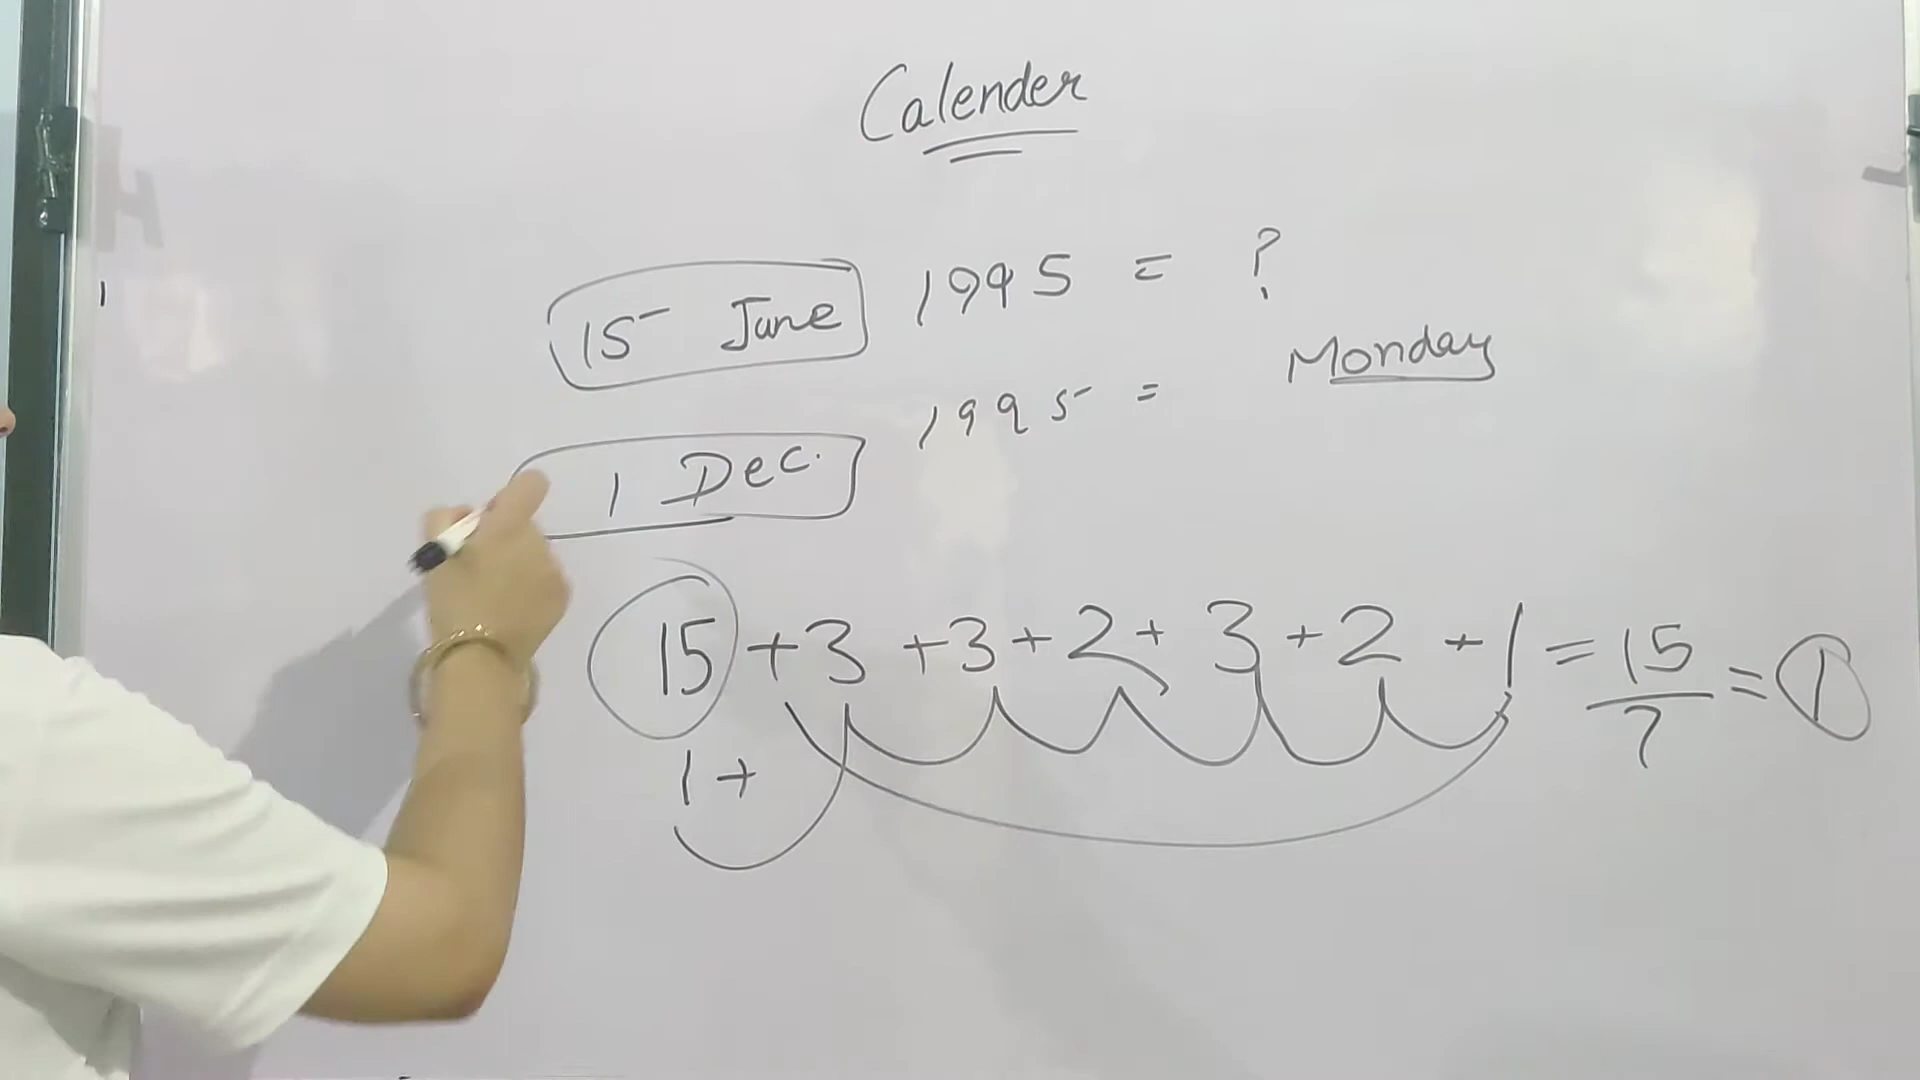 Calender
15 June 1995 = ?
Monday
1 Dec. 1995 =
15 + 3 + 3 + 2 + 3 + 2 + 1 = 15/7 = 1
1 +